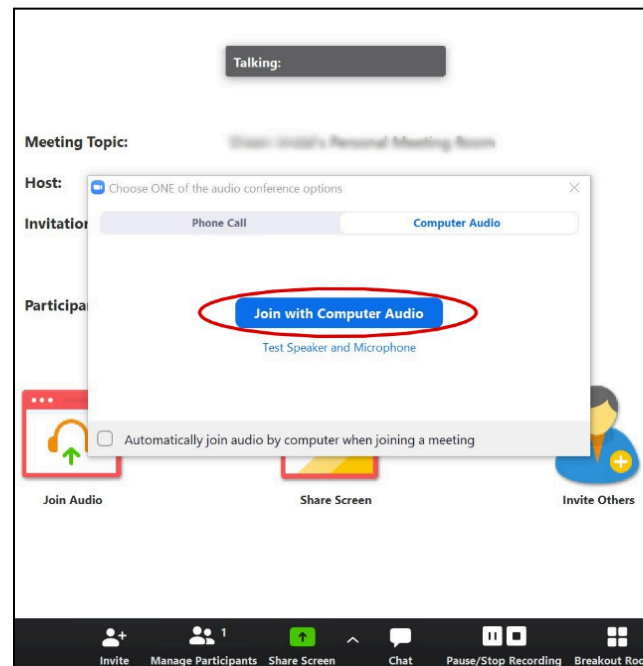 Talking:
Meeting Topic:
Host:
Choose ONE of the audio conference options
Invitation
Phone Call
Computer Audio
Join with Computer Audio
Test Speaker and Microphone
Automatically join audio by computer when joining a meeting
Join Audio
Share Screen
Invite Others
1
Invite
Manage Participants
Share Screen
Chat
Pause/Stop Recording
Breakout